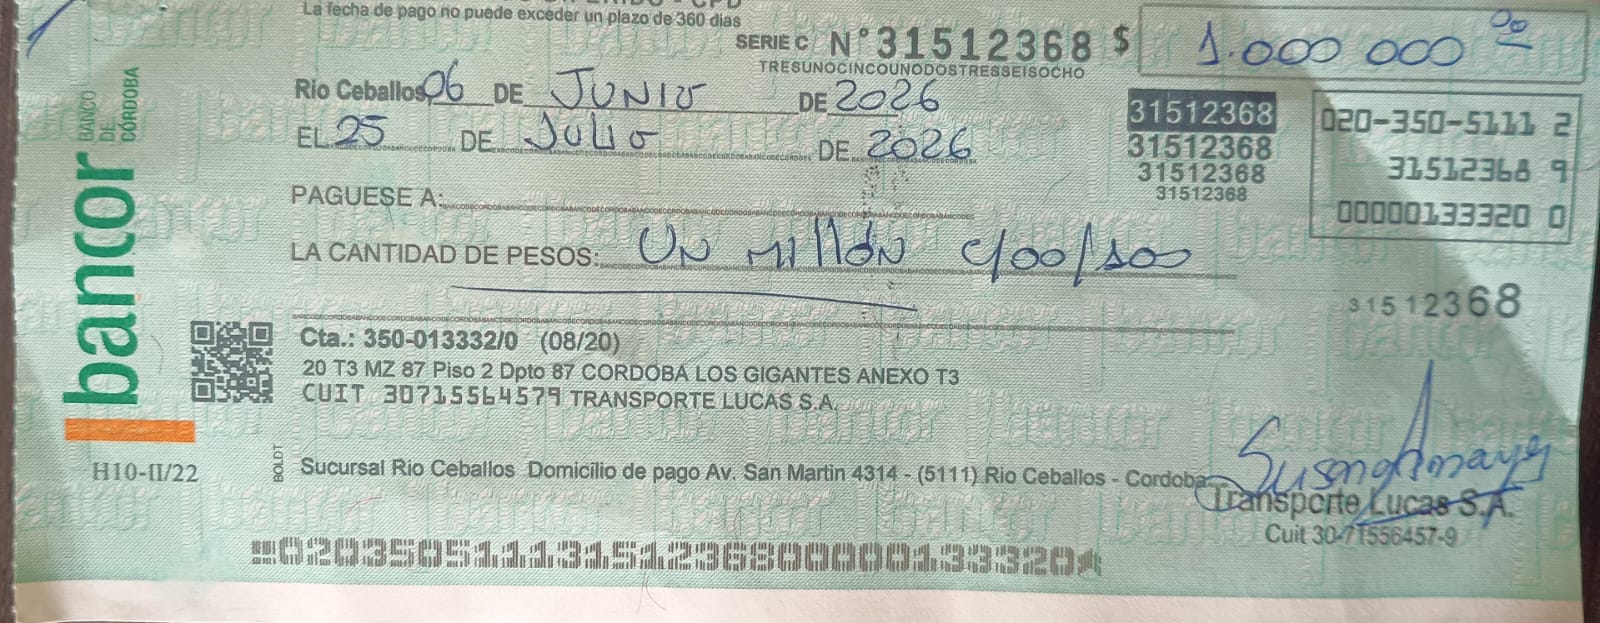 La fecha de pago no puede exceder un plazo de 360 dias
SERIE C N° 31512368 $ 1.000 000 00
TRESUNOCINCOUNODOSTRESSEISOCHO
Rio Ceballos, 06 DE JUNIO DE 2026
EL 25 DE JULIO DE 2026
31512368
31512368
31512368
31512368
020-350-5111 2
31512368 9
00000133320 0
PAGUESE A:
LA CANTIDAD DE PESOS: UN millón c/00/100
31512368
bancor
BANCO
DE
CÓRDOBA
Cta.: 350-013332/0 (08/20)
20 T3 MZ 87 Piso 2 Dpto 87 CORDOBA LOS GIGANTES ANEXO T3
CUIT 30715564579 TRANSPORTE LUCAS S.A.
H10-II/22
BOLDT
Sucursal Rio Ceballos Domicilio de pago Av. San Martin 4314 - (5111) Rio Ceballos - Cordoba
Transporte Lucas S.A.
Cuit 30-71556457-9
02035051113151236800000133320